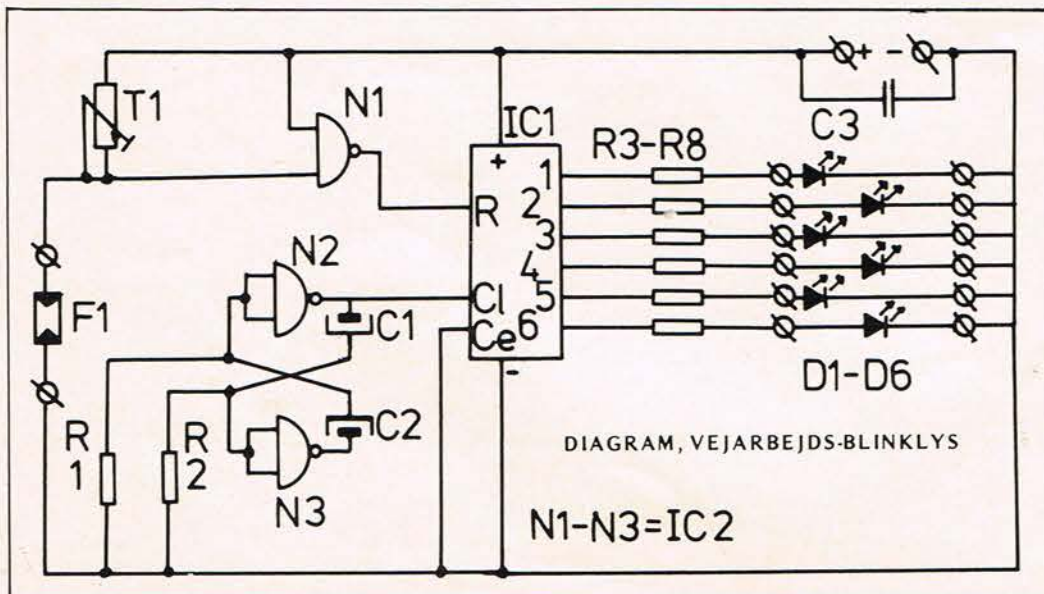 T1
N1
+ -
C3
IC1
R3-R8
+
1
R
2
3
4
Cl
5
Ce
6
-
N2
C1
F1
C2
R
1
R
2
N3
D1-D6
DIAGRAM, VEJARBEJDS-BLINKLYS
N1-N3=IC2